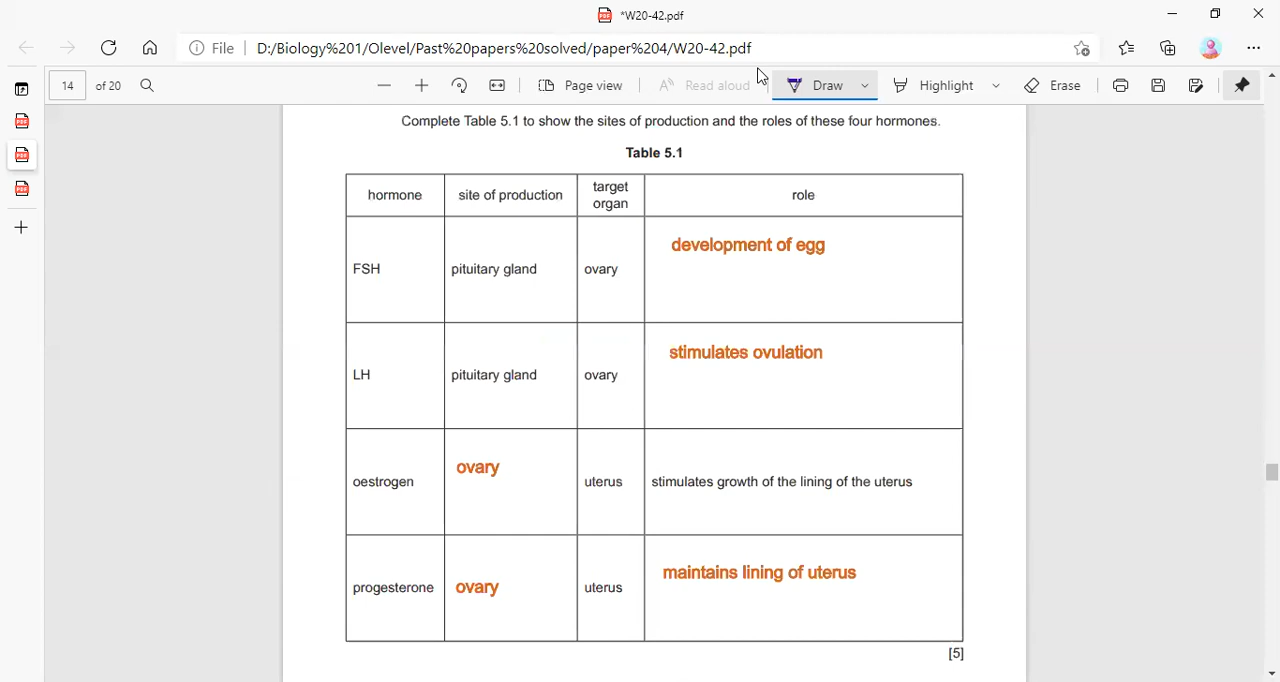 *W20-42.pdf
File
D:/Biology%201/Olevel/Past%20papers%20solved/paper%204/W20-42.pdf
14 of 20
Page view
Read aloud
Draw
Highlight
Erase
Complete Table 5.1 to show the sites of production and the roles of these four hormones.
Table 5.1
hormone
site of production
target
organ
role
FSH
pituitary gland
ovary
development of egg
LH
pituitary gland
ovary
stimulates ovulation
oestrogen
ovary
uterus
stimulates growth of the lining of the uterus
progesterone
ovary
uterus
maintains lining of uterus
[5]